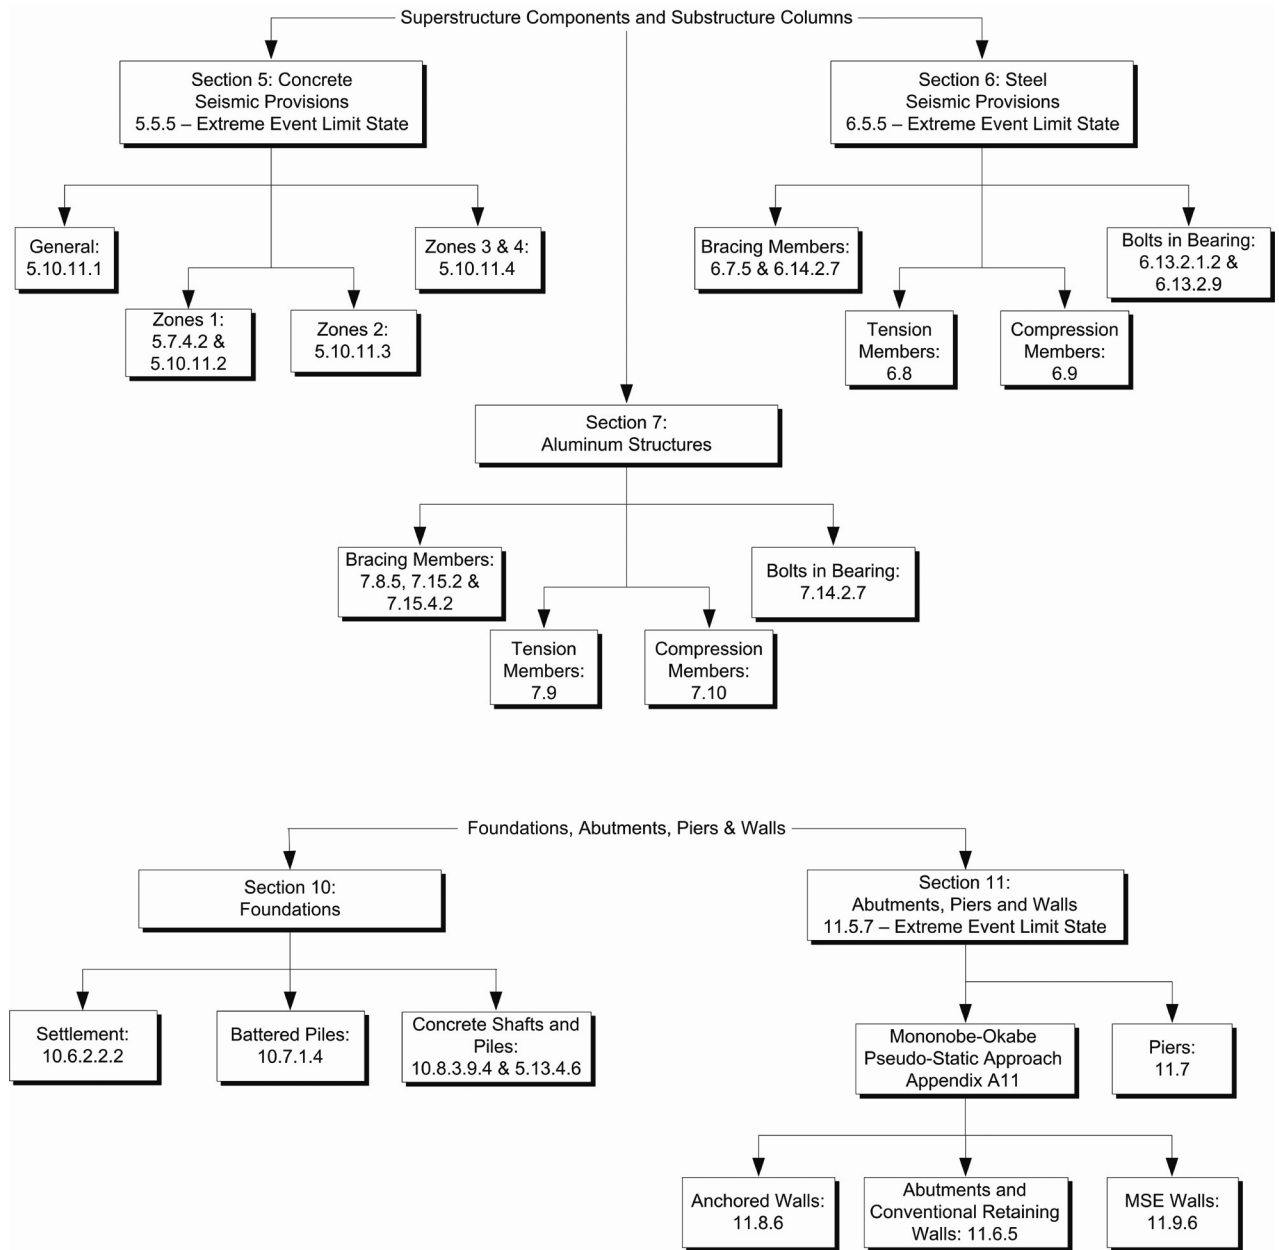 Superstructure Components and Substructure Columns
Section 5: Concrete
Seismic Provisions
5.5.5 – Extreme Event Limit State
Section 6: Steel
Seismic Provisions
6.5.5 – Extreme Event Limit State
General:
5.10.11.1
Zones 1:
5.7.4.2 &
5.10.11.2
Zones 2:
5.10.11.3
Zones 3 & 4:
5.10.11.4
Bracing Members:
6.7.5 & 6.14.2.7
Tension
Members:
6.8
Compression
Members:
6.9
Bolts in Bearing:
6.13.2.1.2 &
6.13.2.9
Section 7:
Aluminum Structures
Bracing Members:
7.8.5, 7.15.2 &
7.15.4.2
Tension
Members:
7.9
Compression
Members:
7.10
Bolts in Bearing:
7.14.2.7
Foundations, Abutments, Piers & Walls
Section 10:
Foundations
Section 11:
Abutments, Piers and Walls
11.5.7 – Extreme Event Limit State
Settlement:
10.6.2.2.2
Battered Piles:
10.7.1.4
Concrete Shafts and
Piles:
10.8.3.9.4 & 5.13.4.6
Mononobe-Okabe
Pseudo-Static Approach
Appendix A11
Piers:
11.7
Anchored Walls:
11.8.6
Abutments and
Conventional Retaining
Walls: 11.6.5
MSE Walls:
11.9.6